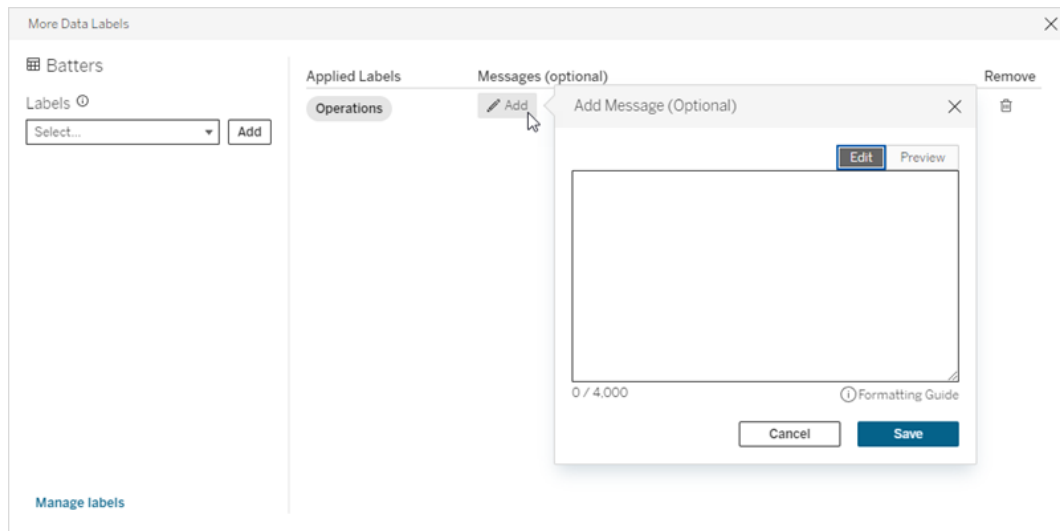 More Data Labels
Batters
Labels
Select...
Add
Manage labels
Applied Labels
Messages (optional)
Remove
Operations
Add
Add Message (Optional)
Edit
Preview
0 / 4,000
Formatting Guide
Cancel
Save